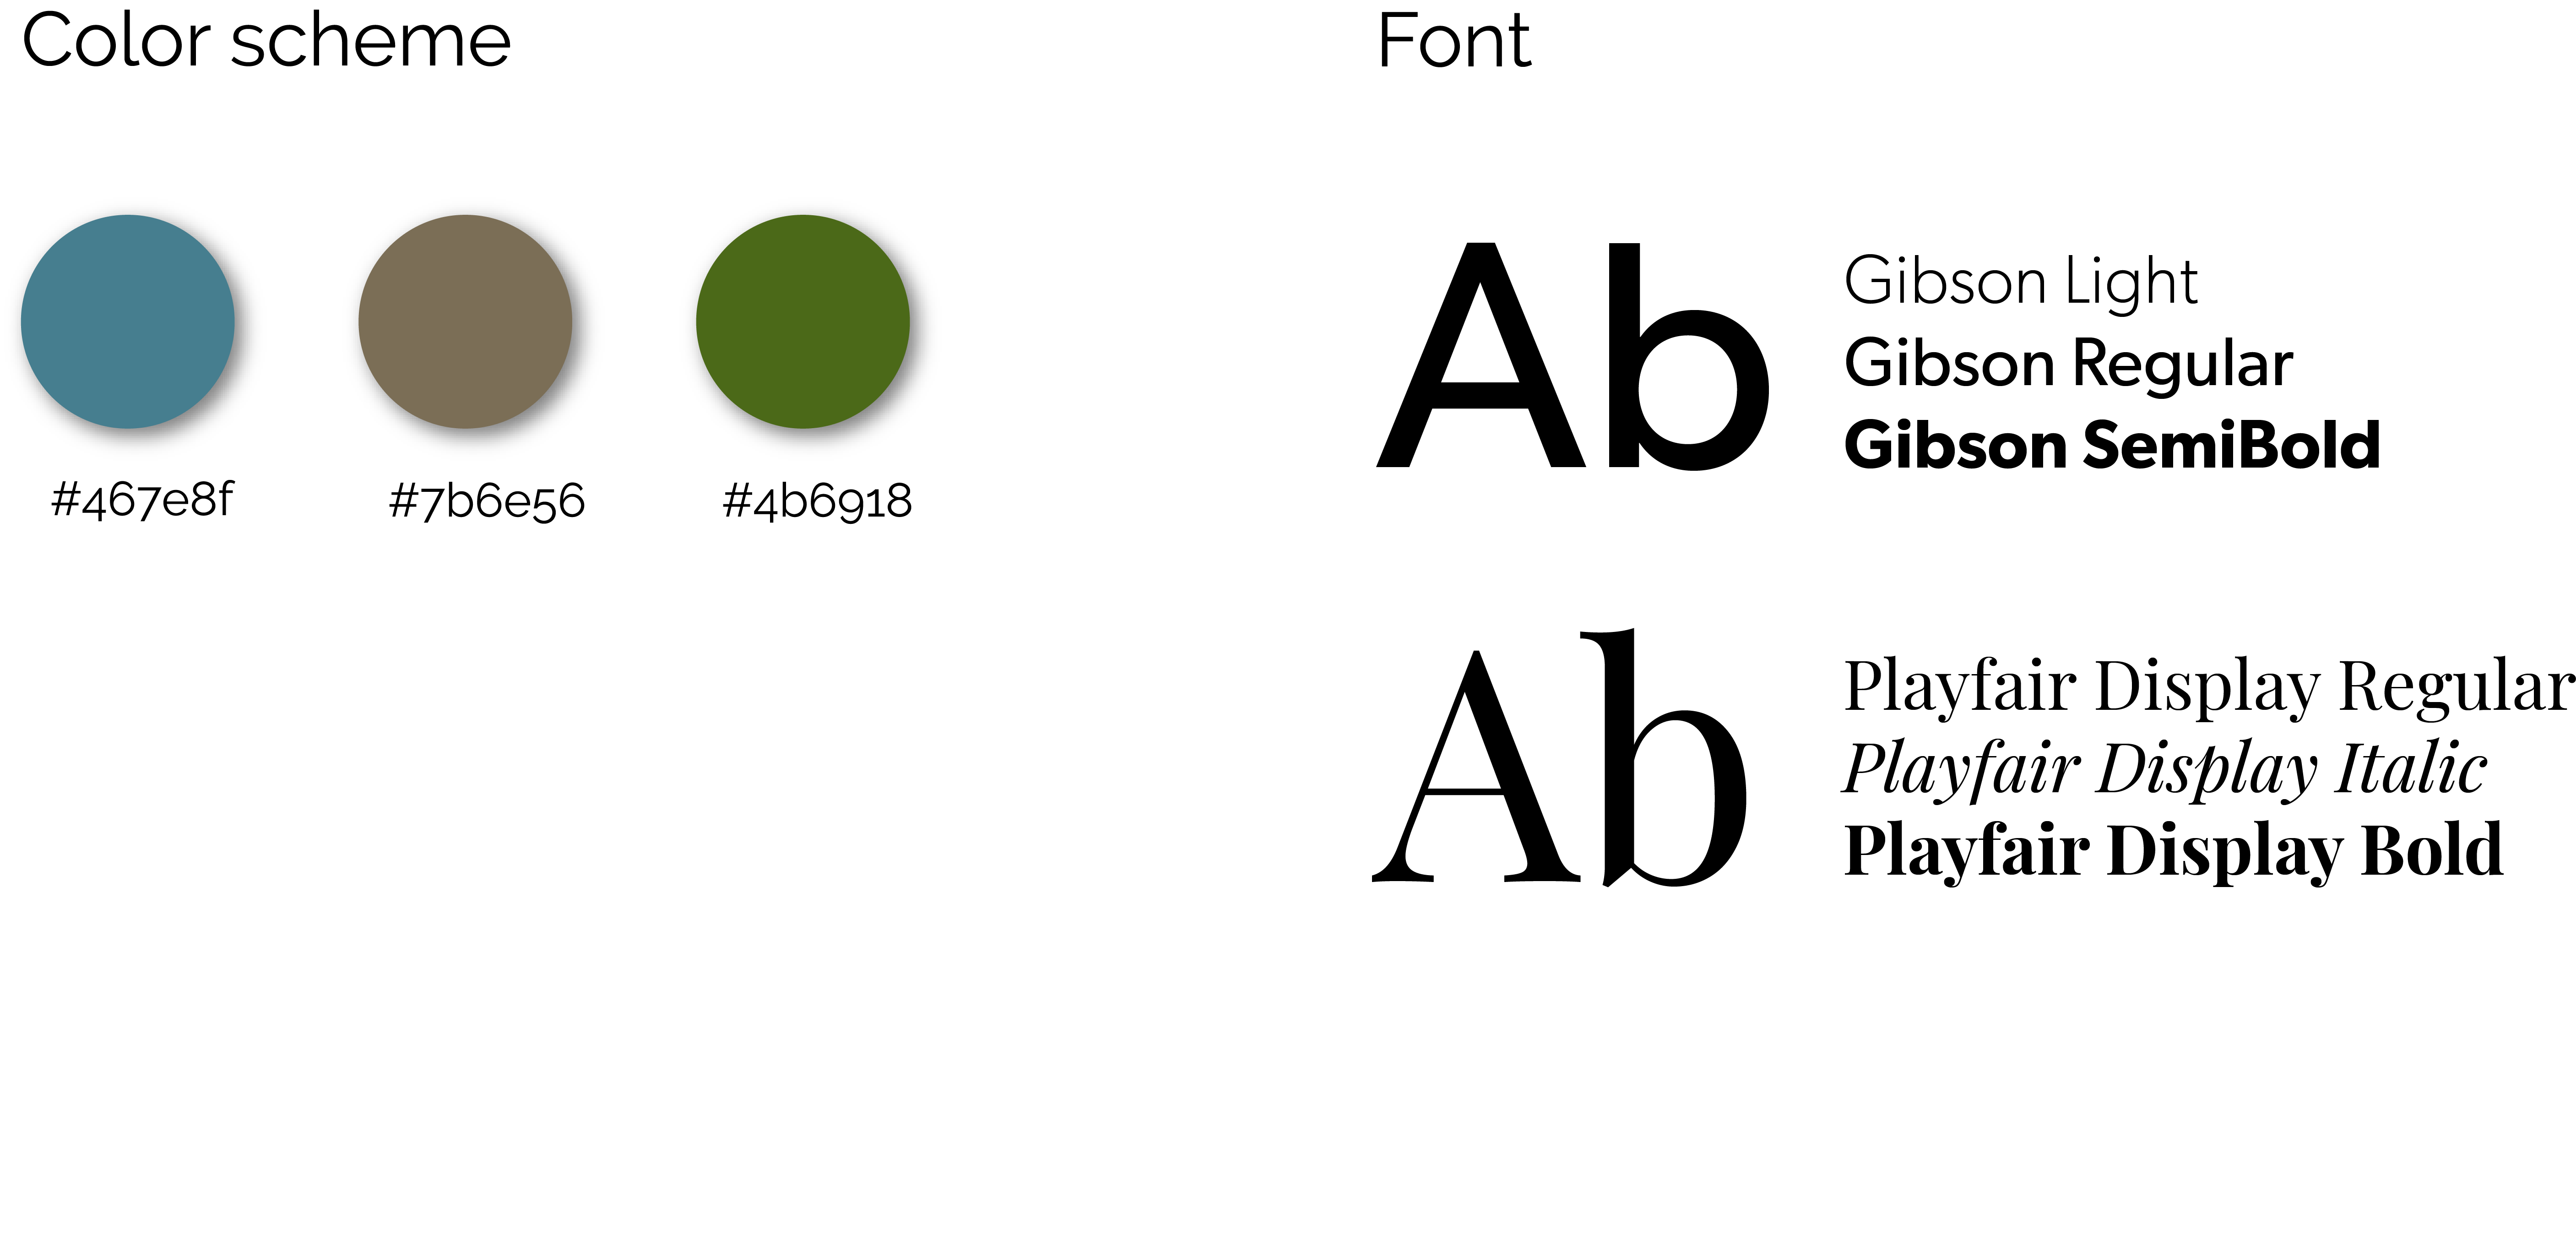 Color scheme
#467e8f
#7b6e56
#4b6918
Font
Ab
Gibson Light
Gibson Regular
Gibson SemiBold
Ab
Playfair Display Regular
Playfair Display Italic
Playfair Display Bold